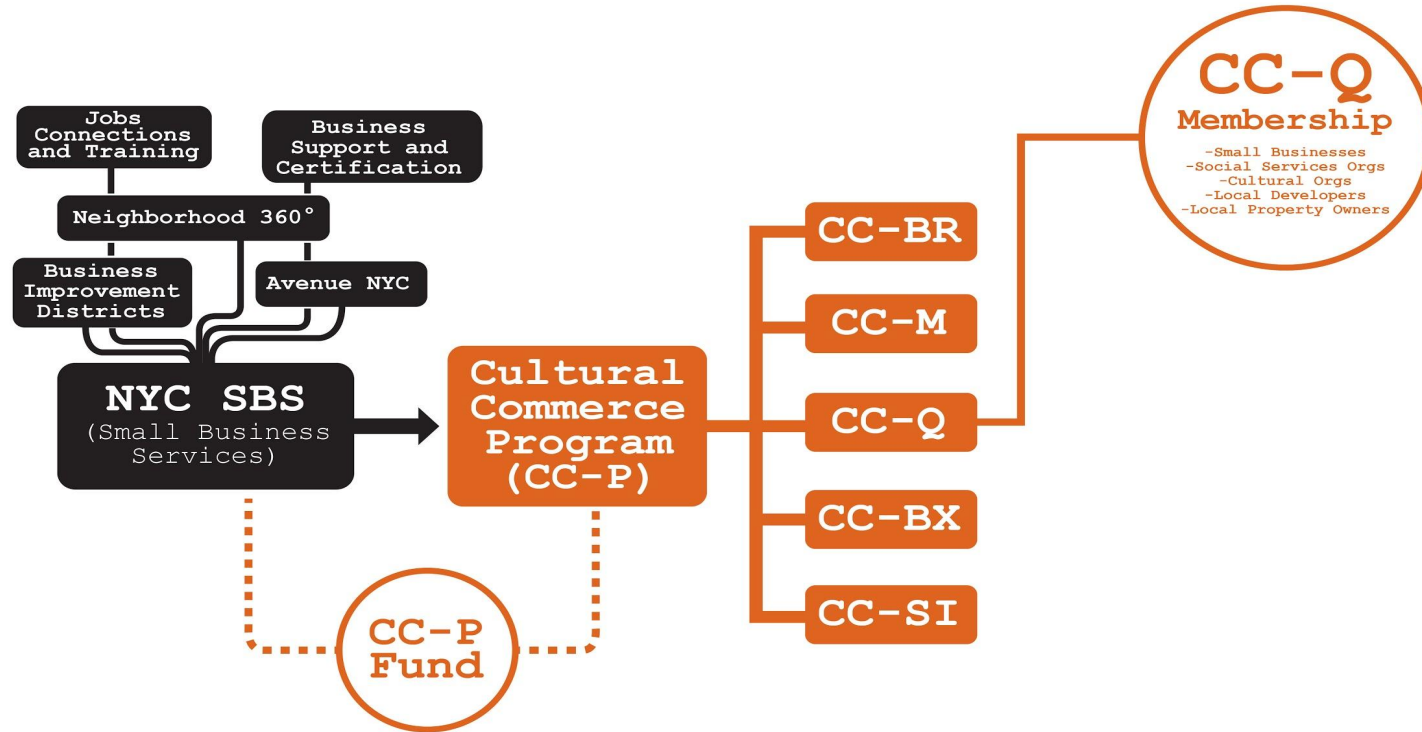 Jobs
Connections
and Training
Business
Support and
Certification
Neighborhood 360°
Business
Improvement
Districts
Avenue NYC
NYC SBS
(Small Business
Services)
Cultural
Commerce
Program
(CC-P)
CC-P
Fund
CC-BR
CC-M
CC-Q
CC-BX
CC-SI
CC-Q
Membership
-Small Businesses
-Social Services Orgs
-Cultural Orgs
-Local Developers
-Local Property Owners